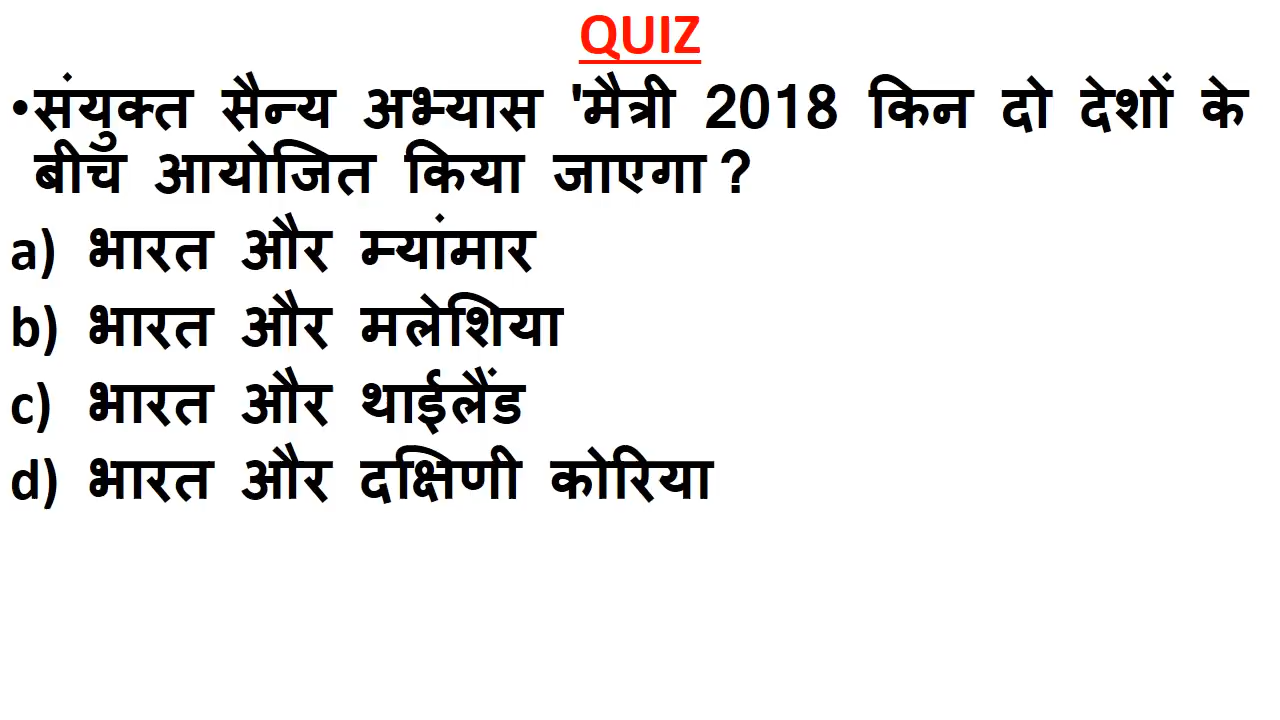 QUIZ
•संयुक्त सैन्य अभ्यास 'मैत्री 2018 किन दो देशों के
बीच आयोजित किया जाएगा ?
a) भारत और म्यांमार
b) भारत और मलेशिया
c) भारत और थाईलैंड
d) भारत और दक्षिणी कोरिया